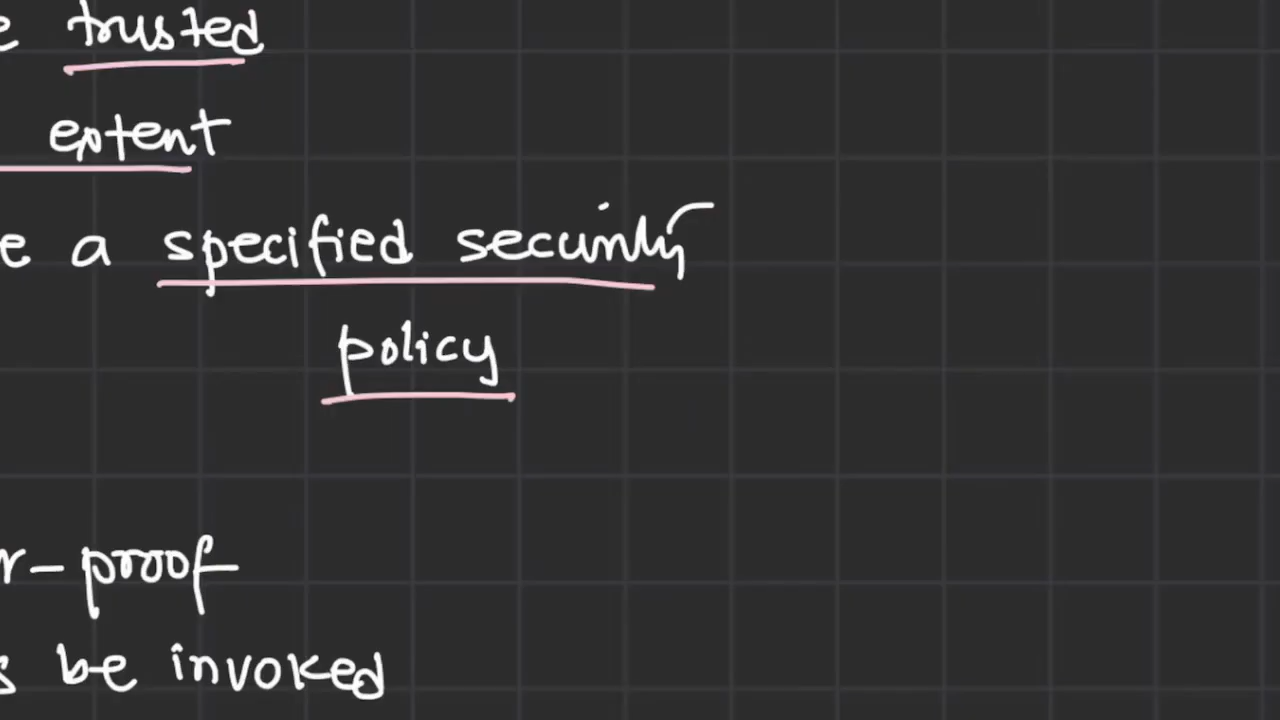 e trusted
extent
e a specified security
policy
r-proof
s be invoked